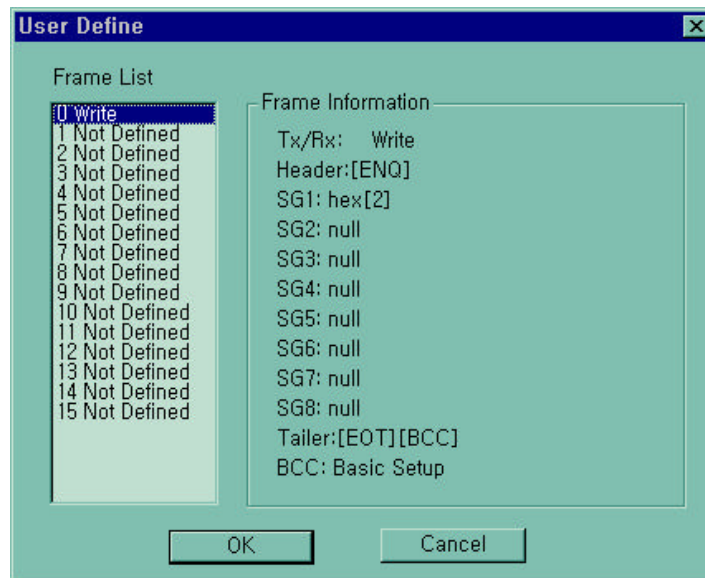 User Define
Frame List
0 Write
1 Not Defined
2 Not Defined
3 Not Defined
4 Not Defined
5 Not Defined
6 Not Defined
7 Not Defined
8 Not Defined
9 Not Defined
10 Not Defined
11 Not Defined
12 Not Defined
13 Not Defined
14 Not Defined
15 Not Defined
Frame Information
Tx/Rx: Write
Header:[ENQ]
SG1: hex[2]
SG2: null
SG3: null
SG4: null
SG5: null
SG6: null
SG7: null
SG8: null
Tailer:[EOT][BCC]
BCC: Basic Setup
OK
Cancel